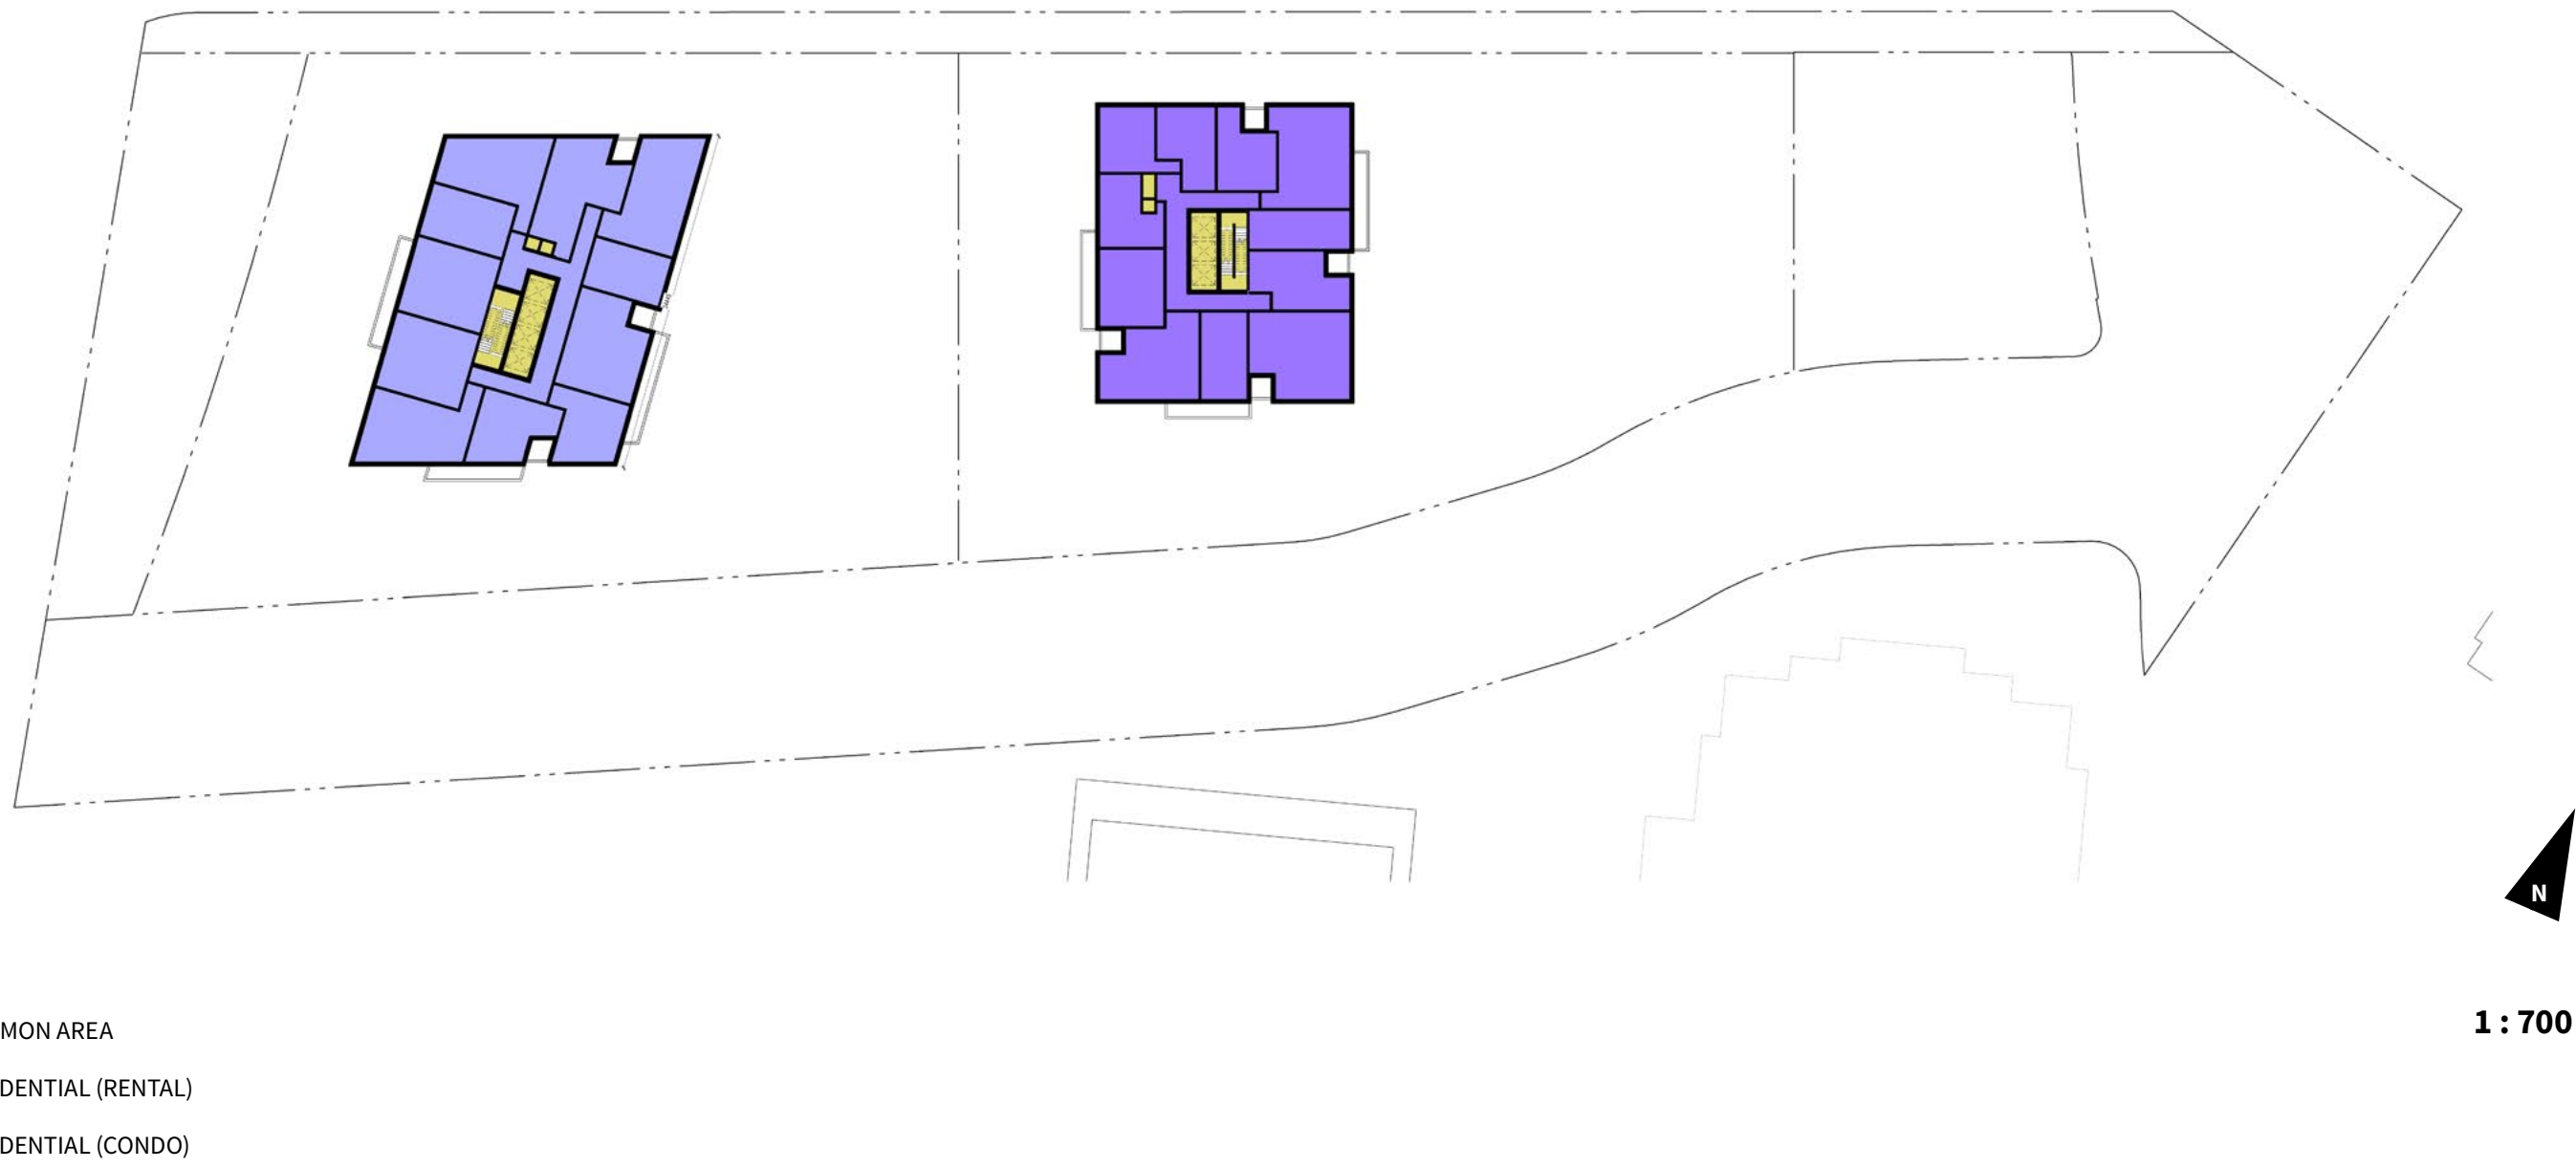 N
MON AREA
1 : 700
DENTIAL (RENTAL)
DENTIAL (CONDO)